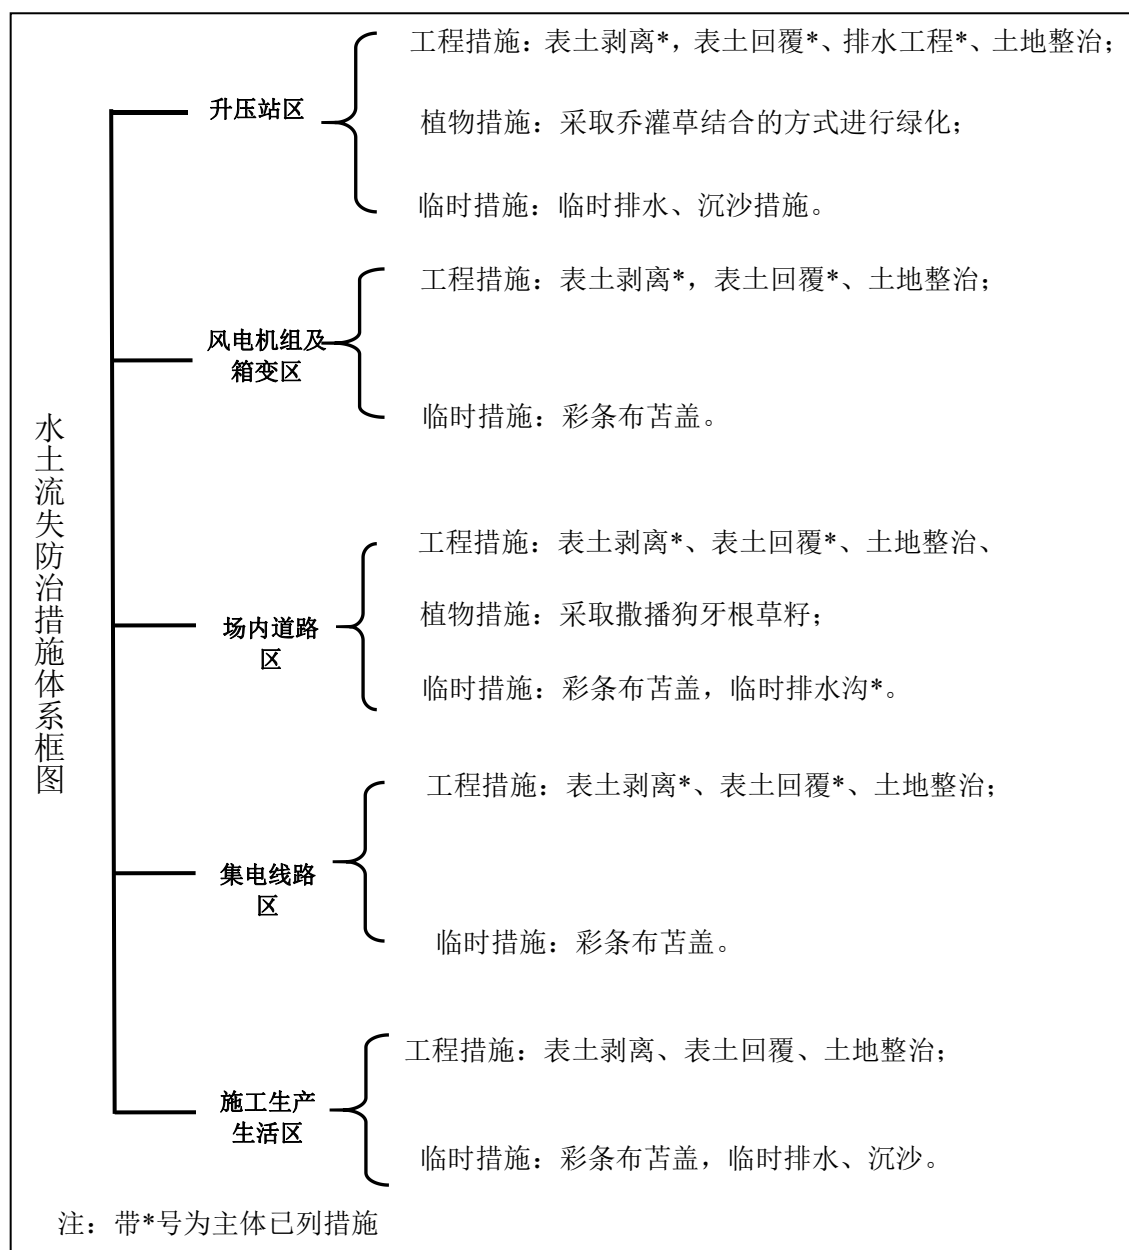 水土流失防治措施体系框图
升压站区
工程措施：表土剥离*，表土回覆*、排水工程*、土地整治；
植物措施：采取乔灌草结合的方式进行绿化；
临时措施：临时排水、沉沙措施。
风电机组及
箱变区
工程措施：表土剥离*，表土回覆*、土地整治；
临时措施：彩条布苫盖。
场内道路
区
工程措施：表土剥离*、表土回覆*、土地整治、
植物措施：采取撒播狗牙根草籽；
临时措施：彩条布苫盖，临时排水沟*。
集电线路
区
工程措施：表土剥离*、表土回覆*、土地整治；
临时措施：彩条布苫盖。
施工生产
生活区
工程措施：表土剥离、表土回覆、土地整治；
临时措施：彩条布苫盖，临时排水、沉沙。
注：带*号为主体已列措施